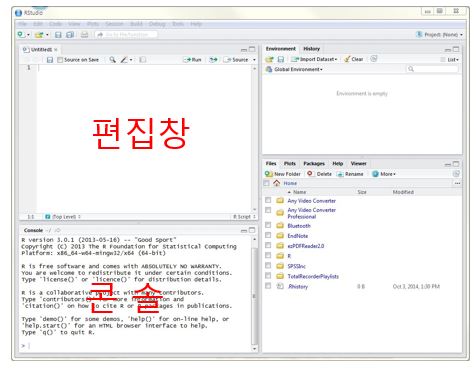 RStudio
File Edit Code View Plots Session Build Debug Tools Help
Go to file/function
Project: (None)
Untitled1
Source on Save
Run
Source
1
편집창
1:1
(Top Level)
R Script
Console ~/
R version 3.0.1 (2013-05-16) -- "Good Sport"
Copyright (C) 2013 The R Foundation for Statistical Computing
Platform: x86_64-w64-mingw32/x64 (64-bit)
R is free software and comes with ABSOLUTELY NO WARRANTY.
You are welcome to redistribute it under certain conditions.
Type 'license()' or 'licence()' for distribution details.
R is a collaborative project with many contributors.
Type 'contributors()' for more information and
'citation()' on how to cite R or R packages in publications.
콘 솔
Type 'demo()' for some demos, 'help()' for on-line help, or
'help.start()' for an HTML browser interface to help.
Type 'q()' to quit R.
>
Environment History
Import Dataset Clear List
Global Environment
Environment is empty
Files Plots Packages Help Viewer
New Folder Delete Rename More
Home
Name Size Modified
Any Video Converter
Any Video Converter
Professional
Bluetooth
EndNote
ezPDFReader2.0
R
SPSSInc
TotalRecorderPlaylists
.Rhistory 0 B Oct 3, 2014, 1:30 PM